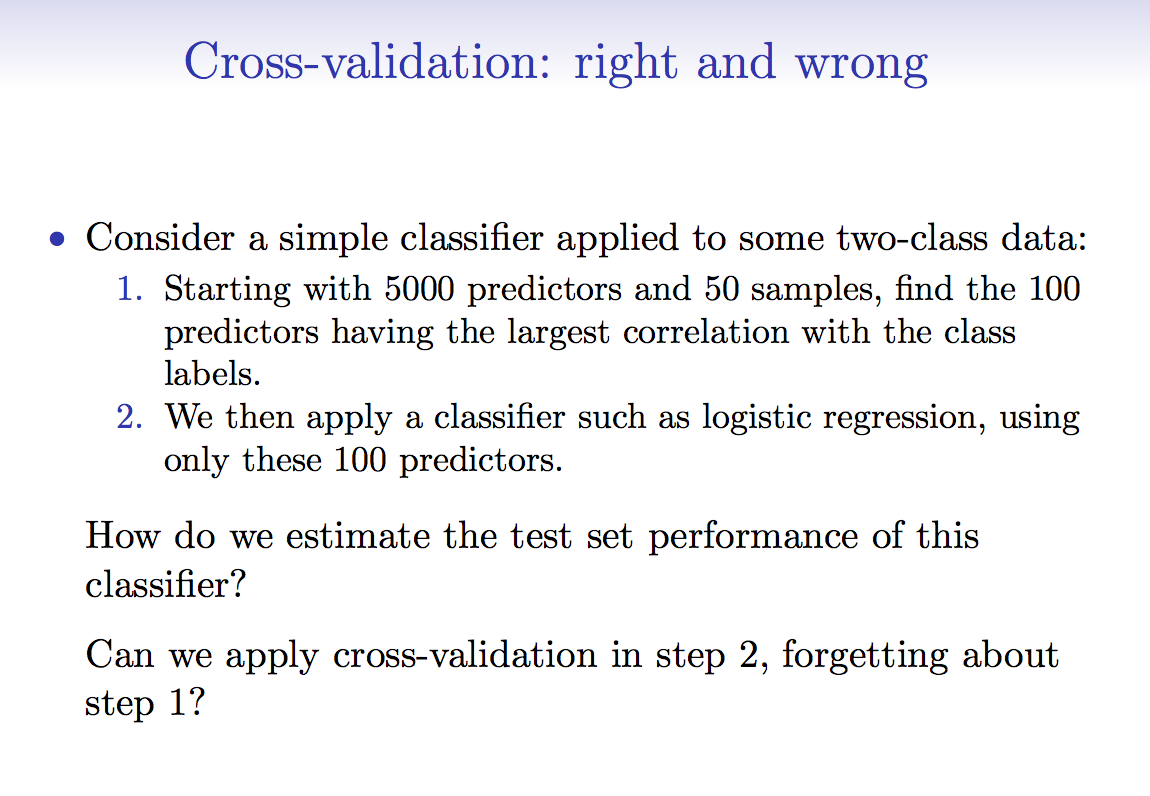 Cross-validation: right and wrong
• Consider a simple classifier applied to some two-class data:
1. Starting with 5000 predictors and 50 samples, find the 100
predictors having the largest correlation with the class
labels.
2. We then apply a classifier such as logistic regression, using
only these 100 predictors.
How do we estimate the test set performance of this
classifier?
Can we apply cross-validation in step 2, forgetting about
step 1?